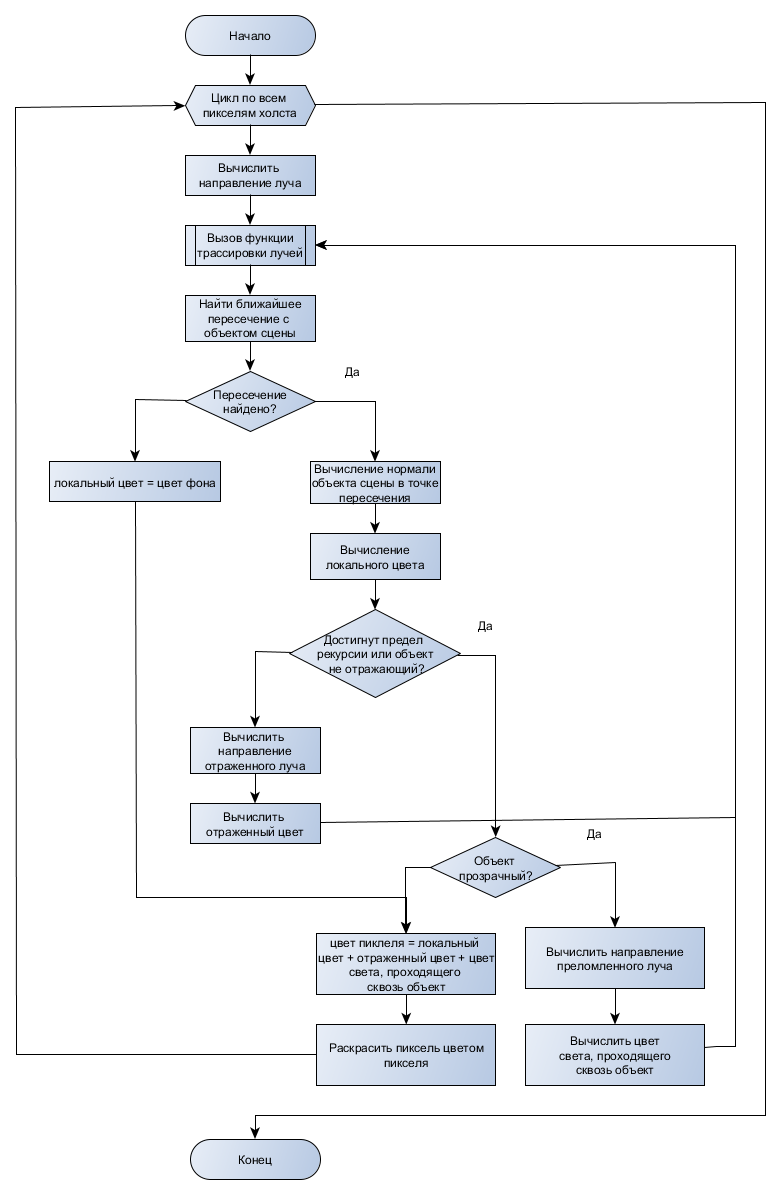 Начало
Цикл по всем
пикселям холста
Вычислить
направление луча
Вызов функции
трассировки лучей
Найти ближайшее
пересечение с
объектом сцены
Да
Пересечение
найдено?
локальный цвет = цвет фона
Вычисление нормали
объекта сцены в точке
пересечения
Вычисление
локального цвета
Да
Достигнут предел
рекурсии или объект
не отражающий?
Вычислить
направление
отраженного луча
Вычислить
отраженный цвет
Да
Объект
прозрачный?
цвет пиклеля = локальный
цвет + отраженный цвет + цвет
света, проходящего
сквозь объект
Вычислить направление
преломленного луча
Раскрасить пиксель цветом
пикселя
Вычислить цвет
света, проходящего
сквозь объект
Конец